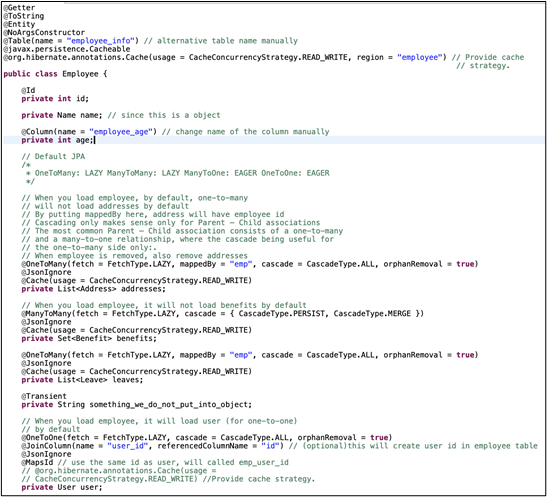 @Getter
@ToString
@Entity
@NoArgsConstructor
@Table(name = "employee_info") // alternative table name manually
@javax.persistence.Cacheable
@org.hibernate.annotations.Cache(usage = CacheConcurrencyStrategy.READ_WRITE, region = "employee") // Provide cache
// strategy.
public class Employee {
@Id
private int id;
private Name name; // since this is a object
@Column(name = "employee_age") // change name of the column manually
private int age;
// Default JPA
/*
* OneToMany: LAZY ManyToMany: LAZY ManyToOne: EAGER OneToOne: EAGER
*/
// When you load employee, by default, one-to-many
// will not load addresses by default
// By putting mappedBy here, address will have employee id
// Cascading only makes sense only for Parent – Child associations
// The most common Parent – Child association consists of a one-to-many
// and a many-to-one relationship, where the cascade being useful for
// the one-to-many side only:.
// When employee is removed, also remove addresses
@OneToMany(fetch = FetchType.LAZY, mappedBy = "emp", cascade = CascadeType.ALL, orphanRemoval = true)
@JsonIgnore
@Cache(usage = CacheConcurrencyStrategy.READ_WRITE)
private List<Address> addresses;
// When you load employee, it will not load benefits by default
@ManyToMany(fetch = FetchType.LAZY, cascade = { CascadeType.PERSIST, CascadeType.MERGE })
@JsonIgnore
@Cache(usage = CacheConcurrencyStrategy.READ_WRITE)
private Set<Benefit> benefits;
@OneToMany(fetch = FetchType.LAZY, mappedBy = "emp", cascade = CascadeType.ALL, orphanRemoval = true)
@JsonIgnore
@Cache(usage = CacheConcurrencyStrategy.READ_WRITE)
private List<Leave> leaves;
@Transient
private String something_we_do_not_put_into_object;
// When you load employee, it will load user (for one-to-one)
// by default
@OneToOne(fetch = FetchType.LAZY, cascade = CascadeType.ALL, orphanRemoval = true)
@JoinColumn(name = "user_id", referencedColumnName = "id") // (optional)this will create user id in employee table
@JsonIgnore
@MapsId // use the same id as user, will called emp_user_id
// @org.hibernate.annotations.Cache(usage =
// CacheConcurrencyStrategy.READ_WRITE) //Provide cache strategy.
private User user;